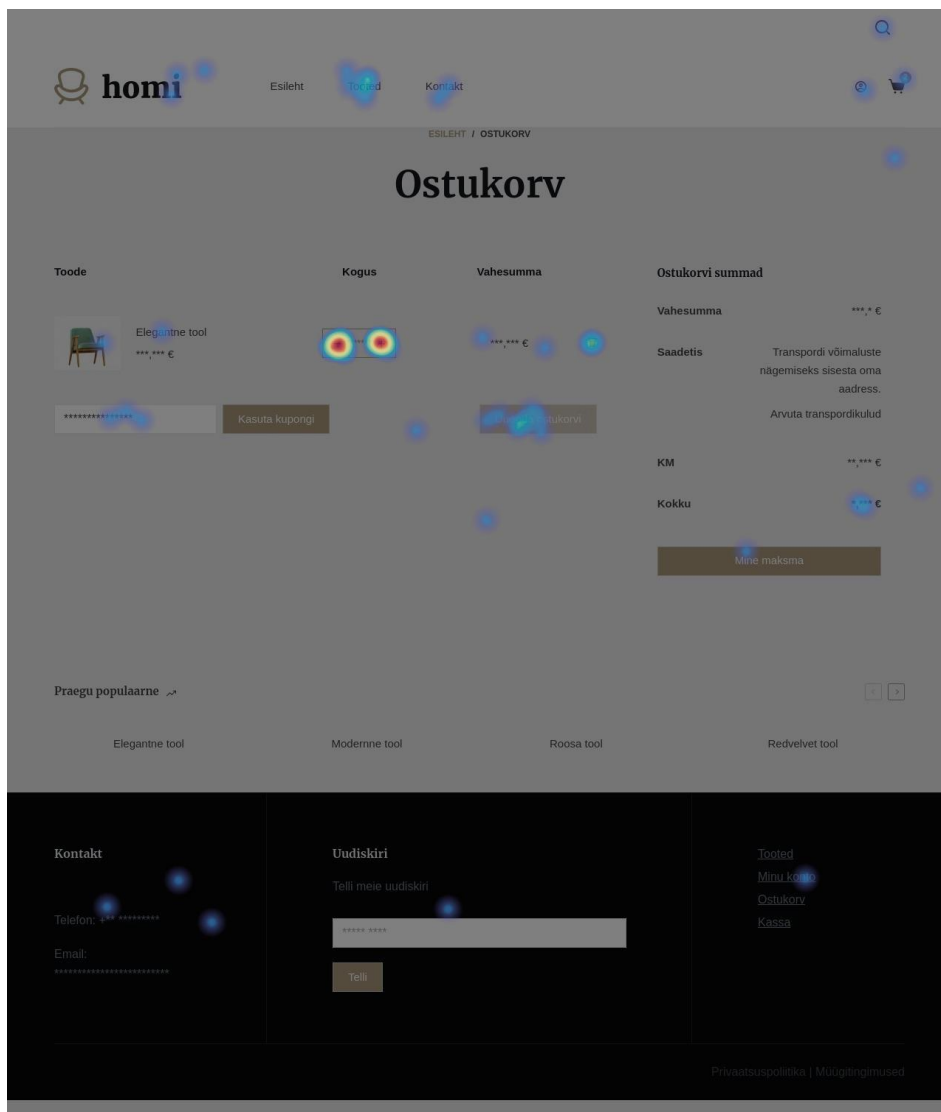 homi
Esileht Tooted Kontakt
ESILEHT / OSTUKORV
Ostukorv
Toode Kogus Vahesumma
Elegantne tool
***,*** €
***,*** €
***************
Kasuta kupongi
Ostukorvi summad
Vahesumma ***,* €
Saadetis Transpordi võimaluste
nägemiseks sisesta oma
aadress.
Arvuta transpordikulud
KM **,*** €
Kokku *,*** €
Mine maksma
Praegu populaarne
Elegantne tool Modernne tool Roosa tool Redvelvet tool
Kontakt
Telefon: +** *********
Email:
*************************
Uudiskiri
Telli meie uudiskiri
***** ****
Telli
Tooted
Minu konto
Ostukorv
Kassa
Privaatsuspoliitika | Müügitingimused